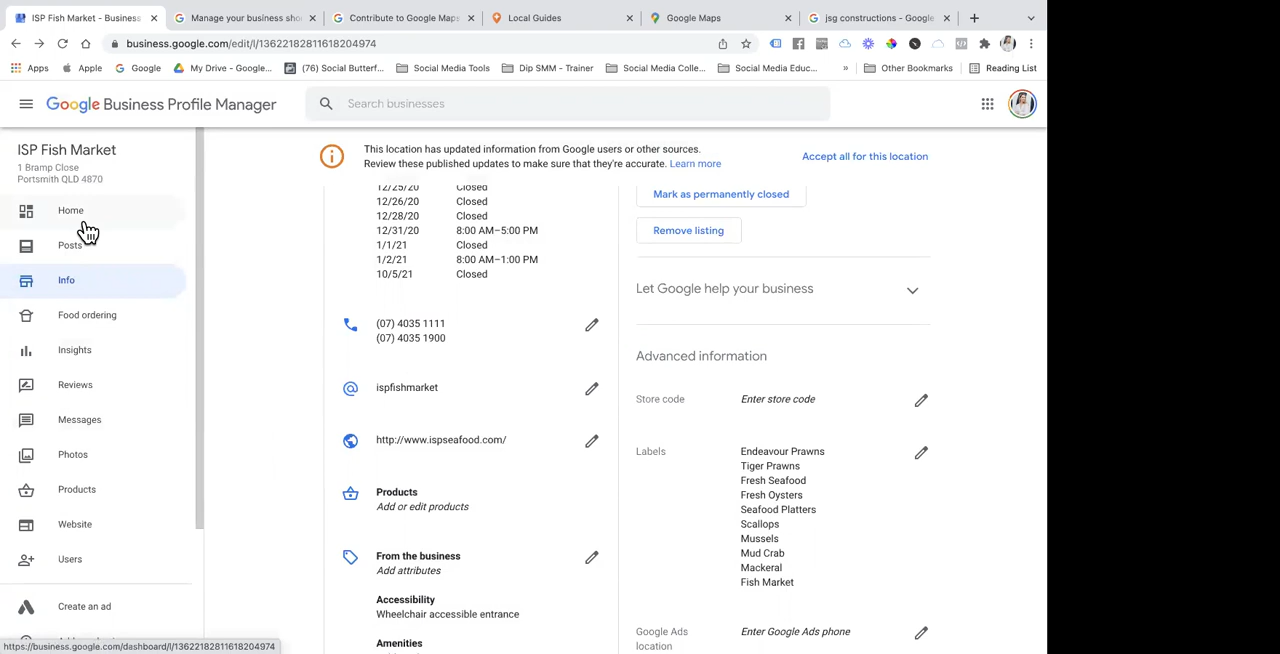 ISP Fish Market - Business
Manage your business sho
Contribute to Google Maps
Local Guides
Google Maps
jsg constructions - Google
business.google.com/edit/l/13622182811618204974
Apps
Apple
Google
My Drive - Google...
(76) Social Butterf...
Social Media Tools
Dip SMM - Trainer
Social Media Colle...
Social Media Educ...
»
Other Bookmarks
Reading List
Google Business Profile Manager
Search businesses
ISP Fish Market
1 Bramp Close
Portsmith QLD 4870
Home
Posts
Info
Food ordering
Insights
Reviews
Messages
Photos
Products
Website
Users
Create an ad
https://business.google.com/dashboard/l/13622182811618204974
This location has updated information from Google users or other sources.
Review these published updates to make sure that they're accurate. Learn more
Accept all for this location
12/25/20 Closed
12/26/20 Closed
12/28/20 Closed
12/31/20 8:00 AM–5:00 PM
1/1/21 Closed
1/2/21 8:00 AM–1:00 PM
10/5/21 Closed
(07) 4035 1111
(07) 4035 1900
ispfishmarket
http://www.ispseafood.com/
Products
Add or edit products
From the business
Add attributes
Accessibility
Wheelchair accessible entrance
Amenities
Mark as permanently closed
Remove listing
Let Google help your business
Advanced information
Store code Enter store code
Labels Endeavour Prawns
Tiger Prawns
Fresh Seafood
Fresh Oysters
Seafood Platters
Scallops
Mussels
Mud Crab
Mackeral
Fish Market
Google Ads Enter Google Ads phone
location